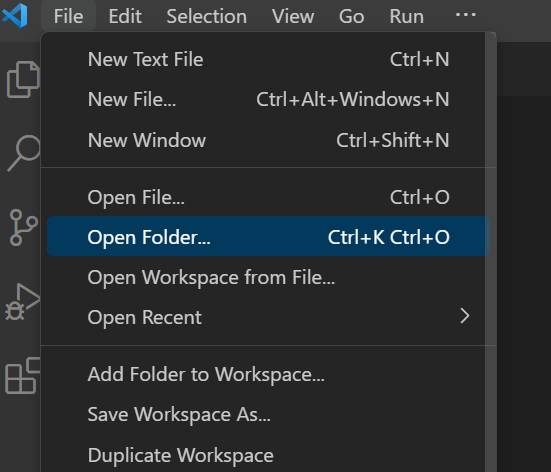 File Edit Selection View Go Run ...
New Text File Ctrl+N
New File... Ctrl+Alt+Windows+N
New Window Ctrl+Shift+N
Open File... Ctrl+O
Open Folder... Ctrl+K Ctrl+O
Open Workspace from File...
Open Recent
Add Folder to Workspace...
Save Workspace As...
Duplicate Workspace